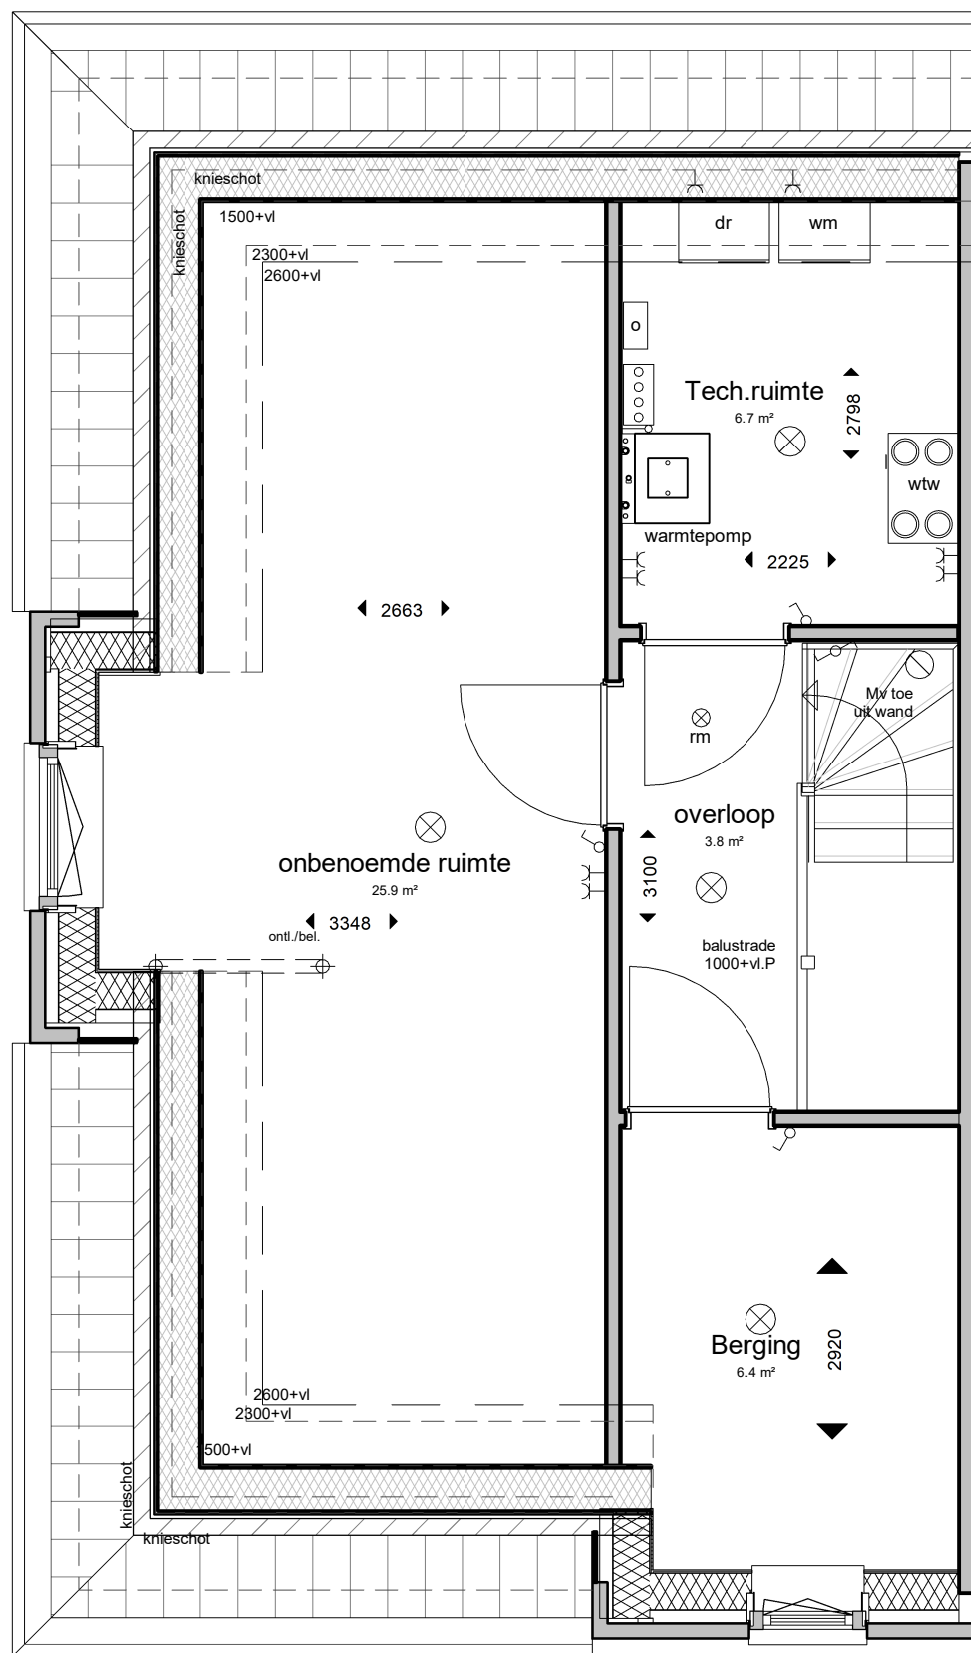 knieschot
1500+vl
knieschot
2300+vl
2600+vl
dr
wm
o
Tech.ruimte
6.7 m²
2798
wtw
warmtepomp
2225
2663
Mv toe
uit wand
rm
overloop
3.8 m²
onbenoemde ruimte
25.9 m²
3100
3348
ontl./bel.
balustrade
1000+vl.P
Berging
6.4 m²
2920
2600+vl
2300+vl
500+vl
knieschot
knieschot